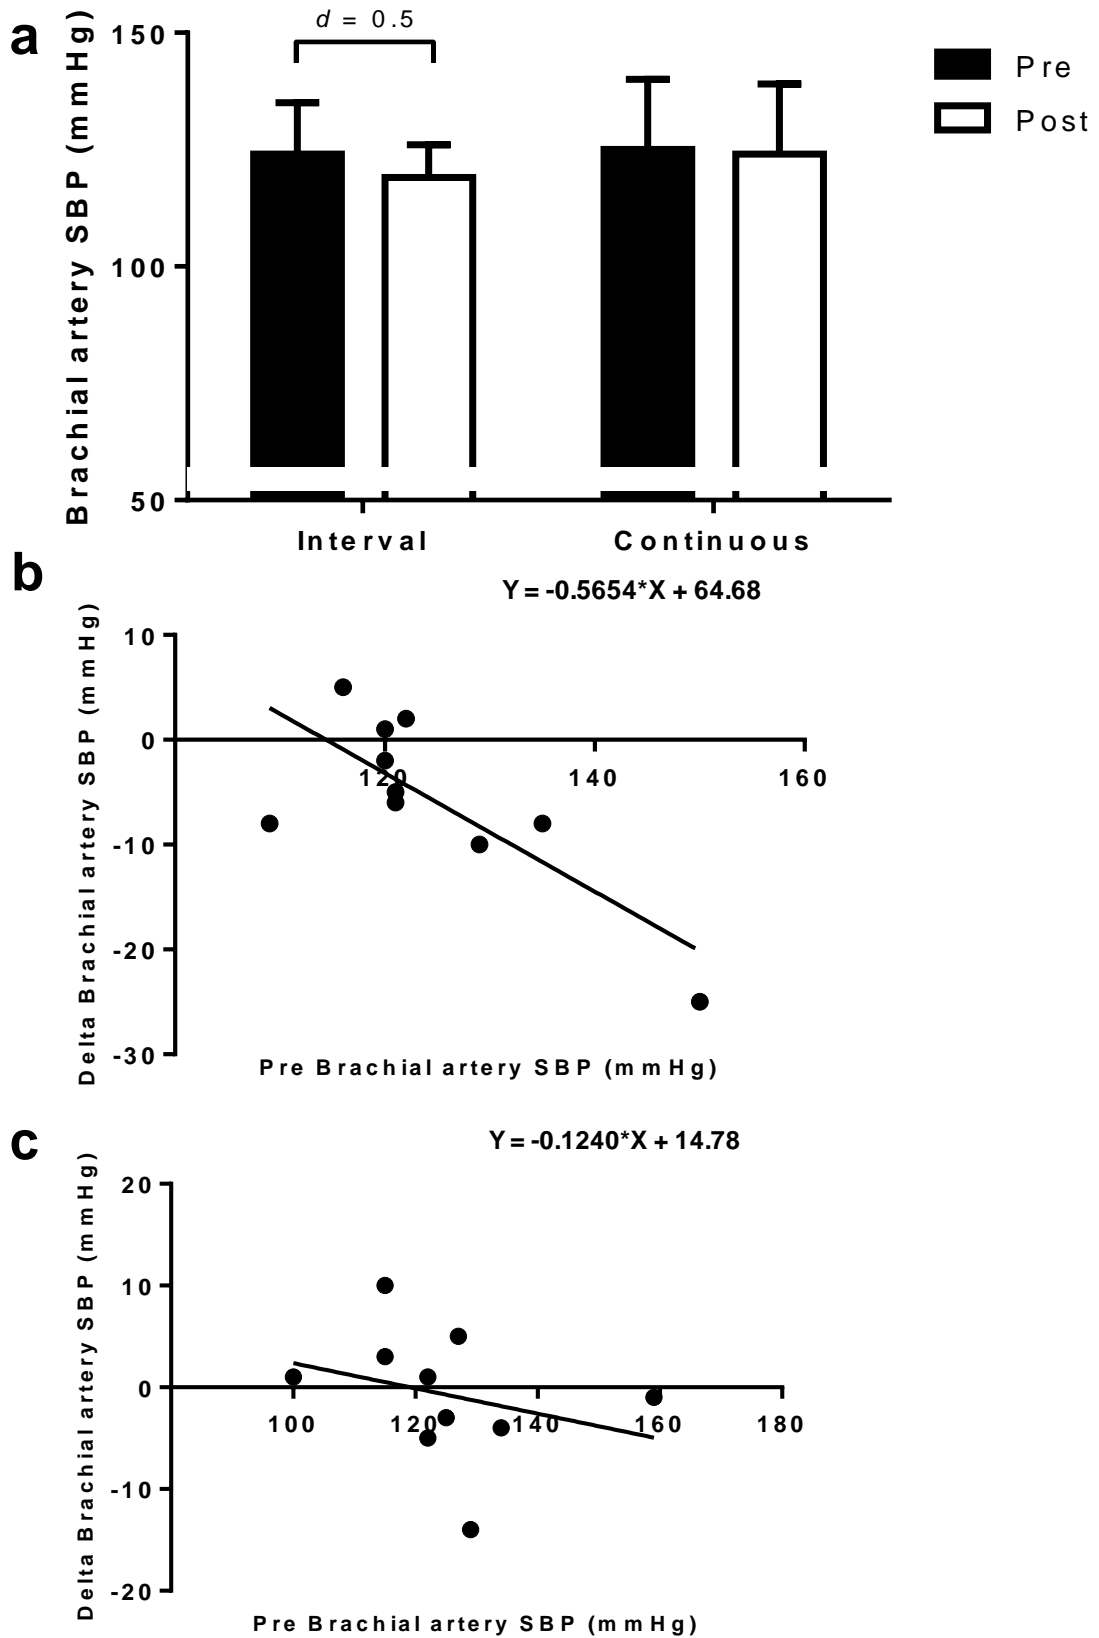 a
Brachial artery SBP (mmHg)
150
100
50
d = 0.5
Pre
Post
Interval
Continuous
b
Y = -0.5654*X + 64.68
Delta Brachial artery SBP (mmHg)
10
0
-10
-20
-30
120
140
160
Pre Brachial artery SBP (mmHg)
c
Y = -0.1240*X + 14.78
Delta Brachial artery SBP (mmHg)
20
10
0
-10
-20
100
120
140
160
180
Pre Brachial artery SBP (mmHg)